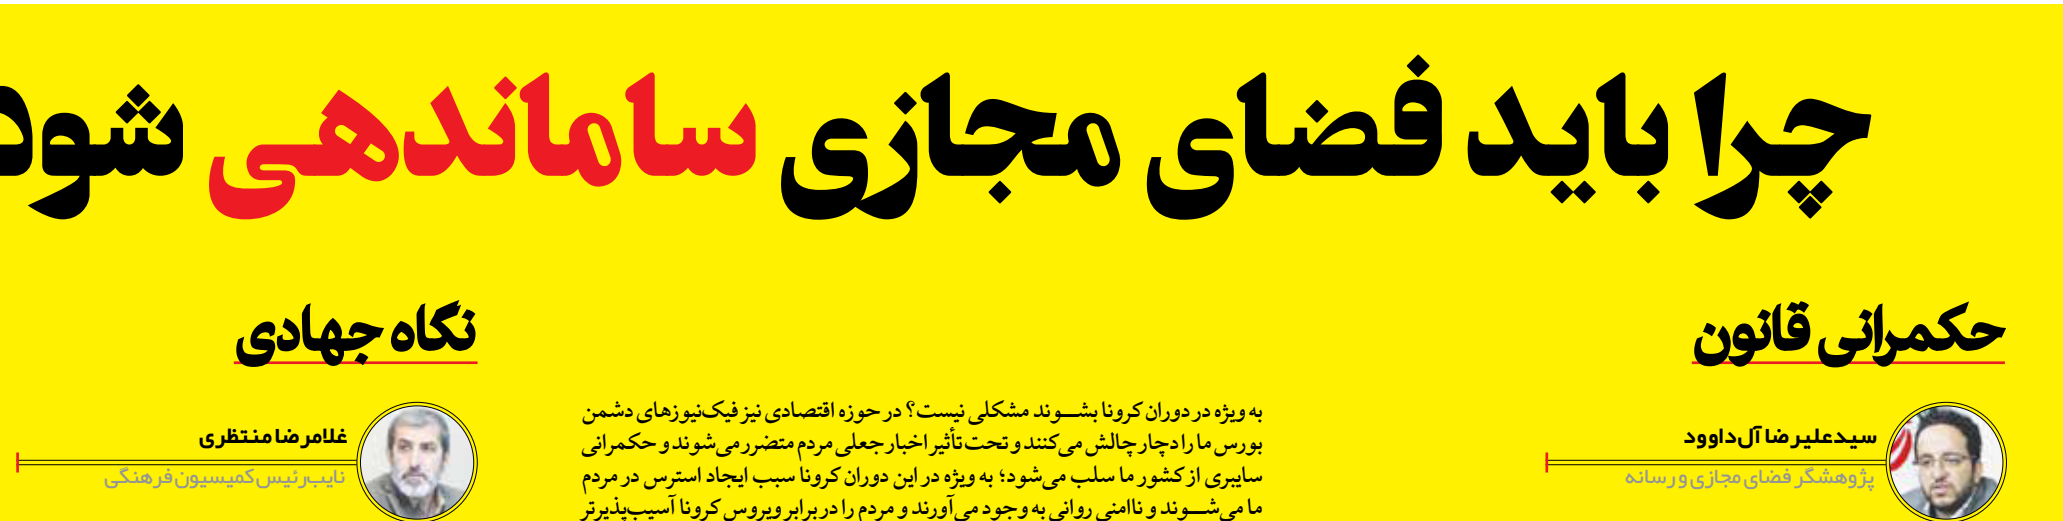 چرا باید فضای مجازی ساماندهی شود
حکمرانی قانون
سیدعلیرضا آل‌داوود
پژوهشگر فضای مجازی و رسانه
به ویژه در دوران کرونا بشوند مشکلی نیست؟ در حوزه اقتصادی نیز فیک‌نیوزهای دشمن
بورس ما را دچار چالش می‌کنند و تحت تأثیر اخبار جعلی مردم متضرر می‌شوند و حکمرانی
سایبری از کشور ما سلب می‌شود؛ به ویژه در این دوران کرونا سبب ایجاد استرس در مردم
ما می‌شوند و ناامنی روانی به وجود می‌آورند و مردم را در برابر ویروس کرونا آسیب‌پذیرتر
نگاه جهادی
غلامرضا منتظری
نایب‌رئیس کمیسیون فرهنگی